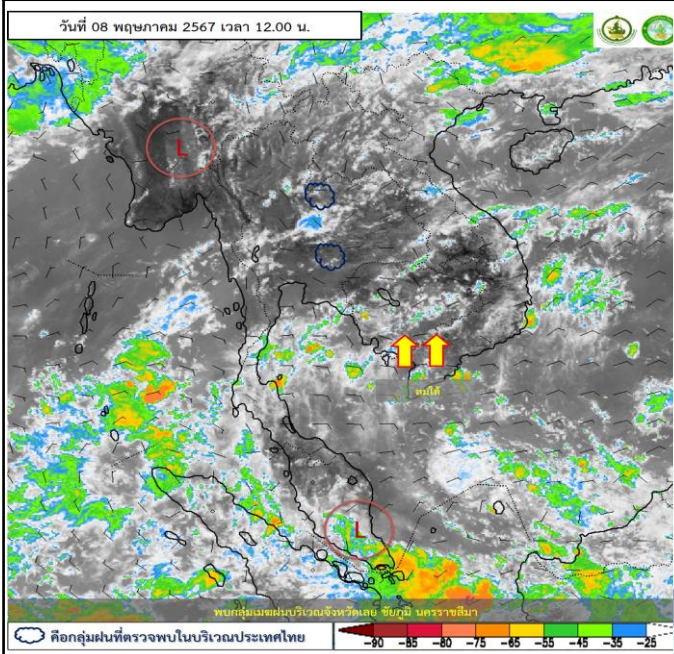 วันที่ 08 พฤษภาคม 2567 เวลา 12.00 น.
L
ลมใต้
L
พบกลุ่มเมฆฝนบริเวณจังหวัดเลย ชัยภูมิ นครราชสีมา
คือกลุ่มฝนที่ตรวจพบในบริเวณประเทศไทย
-90 -85 -80 -75 -65 -55 -45 -35 -25